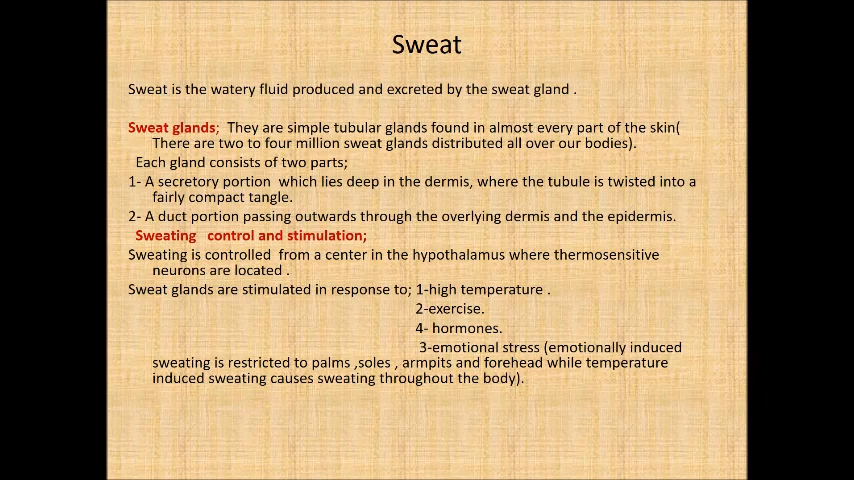 Sweat
Sweat is the watery fluid produced and excreted by the sweat gland .
Sweat glands;  They are simple tubular glands found in almost every part of the skin(
There are two to four million sweat glands distributed all over our bodies).
Each gland consists of two parts;
1- A secretory portion  which lies deep in the dermis, where the tubule is twisted into a
fairly compact tangle.
2- A duct portion passing outwards through the overlying dermis and the epidermis.
Sweating   control and stimulation;
Sweating is controlled  from a center in the hypothalamus where thermosensitive
neurons are located .
Sweat glands are stimulated in response to; 1-high temperature .
2-exercise.
4- hormones.
3-emotional stress (emotionally induced
sweating is restricted to palms ,soles , armpits and forehead while temperature
induced sweating causes sweating throughout the body).